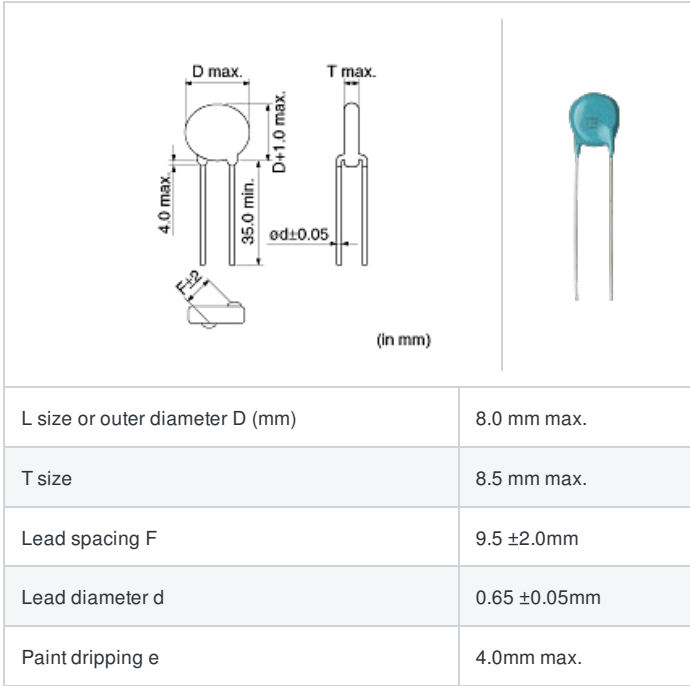 D max.
T max.
D+1.0 max.
4.0 max.
35.0 min.
ød±0.05
F±2
(in mm)
L size or outer diameter D (mm)
8.0 mm max.
T size
8.5 mm max.
Lead spacing F
9.5 ±2.0mm
Lead diameter d
0.65 ±0.05mm
Paint dripping e
4.0mm max.